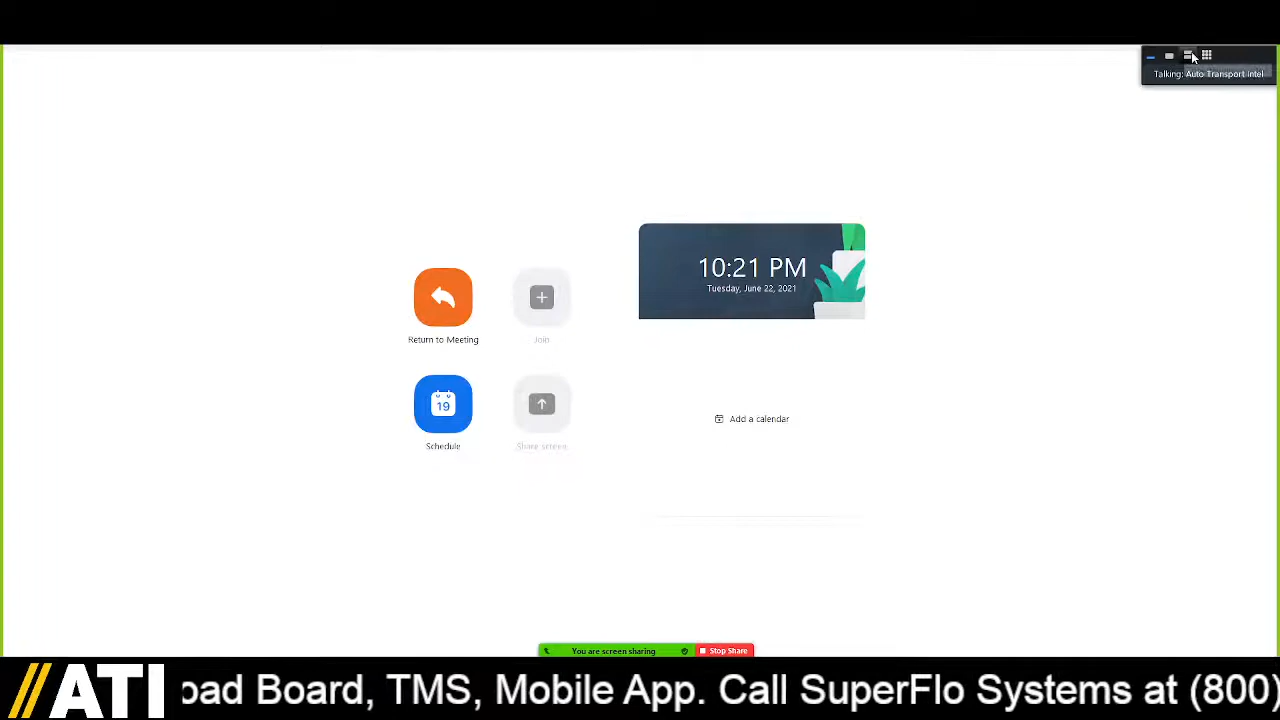 Talking: Auto Transport Intel
10:21 PM
Tuesday, June 22, 2021
Return to Meeting
Join
Add a calendar
19
Schedule
Share screen
You are screen sharing
Stop Share
ATI
oad Board, TMS, Mobile App. Call SuperFlo Systems at (800)